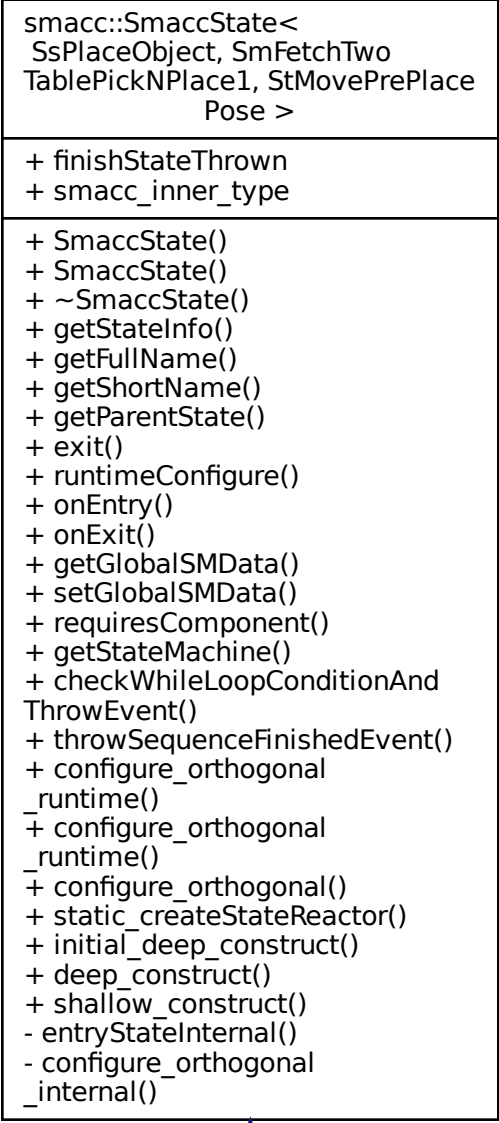 smacc::SmaccState<
SsPlaceObject, SmFetchTwo
TablePickNPlace1, StMovePrePlace
Pose >
+ finishStateThrown
+ smacc_inner_type
+ SmaccState()
+ SmaccState()
+ ~SmaccState()
+ getStateInfo()
+ getFullName()
+ getShortName()
+ getParentState()
+ exit()
+ runtimeConfigure()
+ onEntry()
+ onExit()
+ getGlobalSMData()
+ setGlobalSMData()
+ requiresComponent()
+ getStateMachine()
+ checkWhileLoopConditionAnd
ThrowEvent()
+ throwSequenceFinishedEvent()
+ configure_orthogonal
_runtime()
+ configure_orthogonal
_runtime()
+ configure_orthogonal()
+ static_createStateReactor()
+ initial_deep_construct()
+ deep_construct()
+ shallow_construct()
- entryStateInternal()
- configure_orthogonal
_internal()